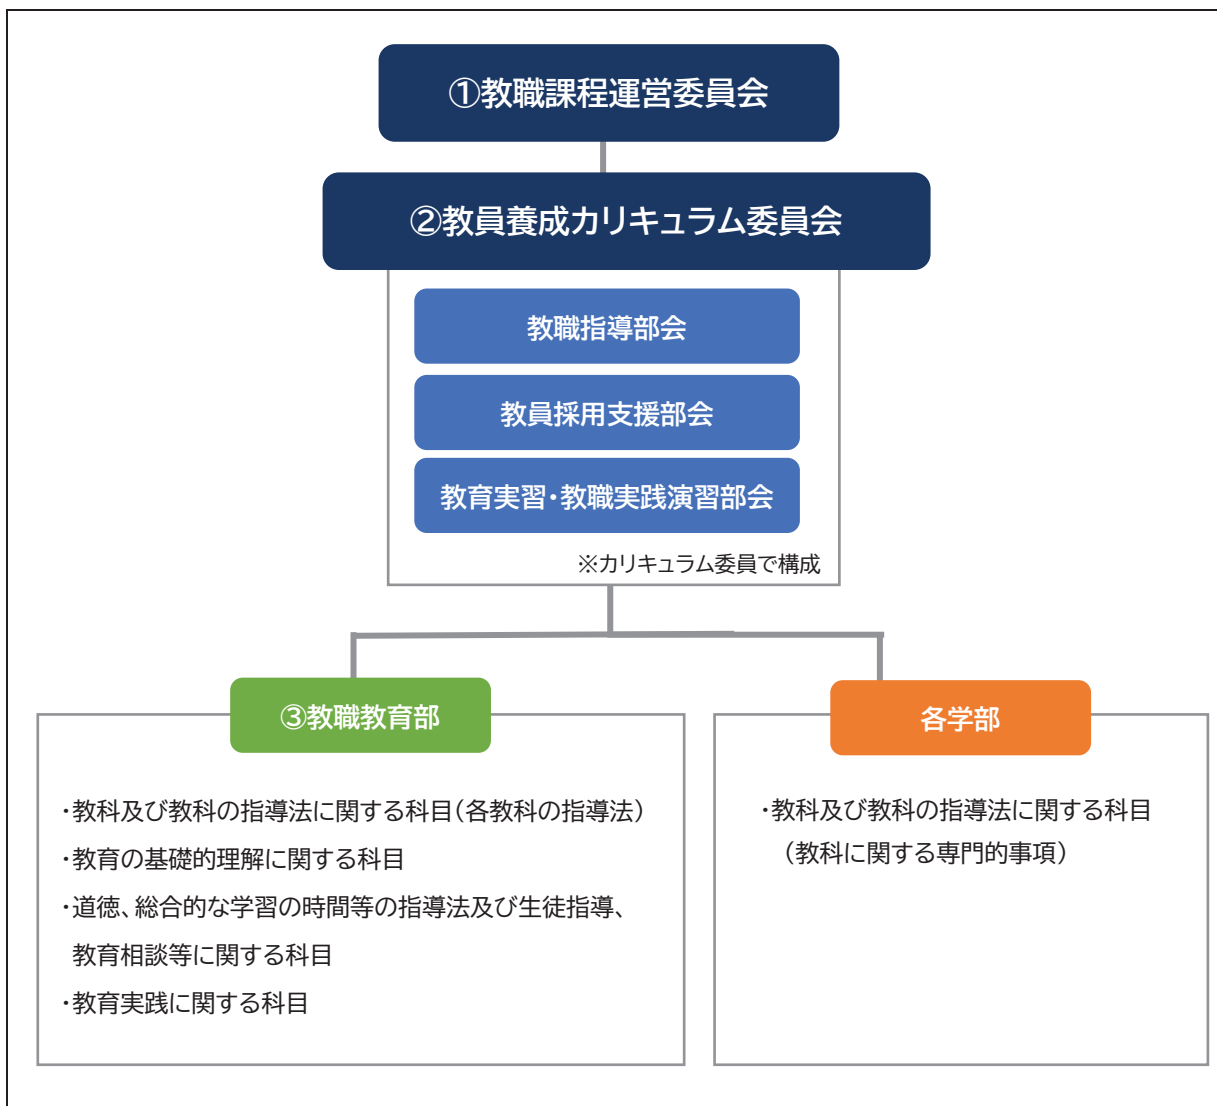 ①教職課程運営委員会
②教員養成カリキュラム委員会
教職指導部会
教員採用支援部会
教育実習・教職実践演習部会
※カリキュラム委員で構成
③教職教育部
・教科及び教科の指導法に関する科目(各教科の指導法)
・教育の基礎的理解に関する科目
・道徳、総合的な学習の時間等の指導法及び生徒指導、
教育相談等に関する科目
・教育実践に関する科目
各学部
・教科及び教科の指導法に関する科目
(教科に関する専門的事項)